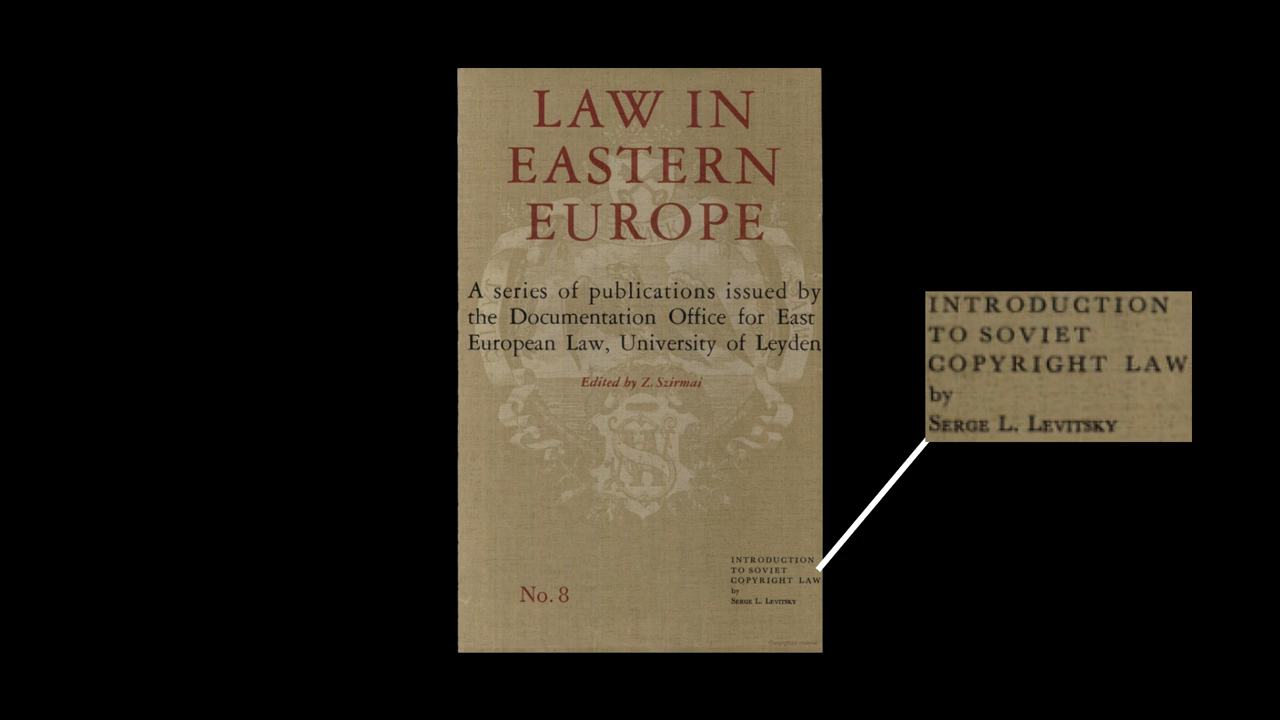 LAW IN
EASTERN
EUROPE
A series of publications issued by
the Documentation Office for East
European Law, University of Leyden
Edited by Z. Szirmai
No. 8
INTRODUCTION
TO SOVIET
COPYRIGHT LAW
by
SERGE L. LEVITSKY
Copyrighted material
INTRODUCTION
TO SOVIET
COPYRIGHT LAW
by
SERGE L. LEVITSKY